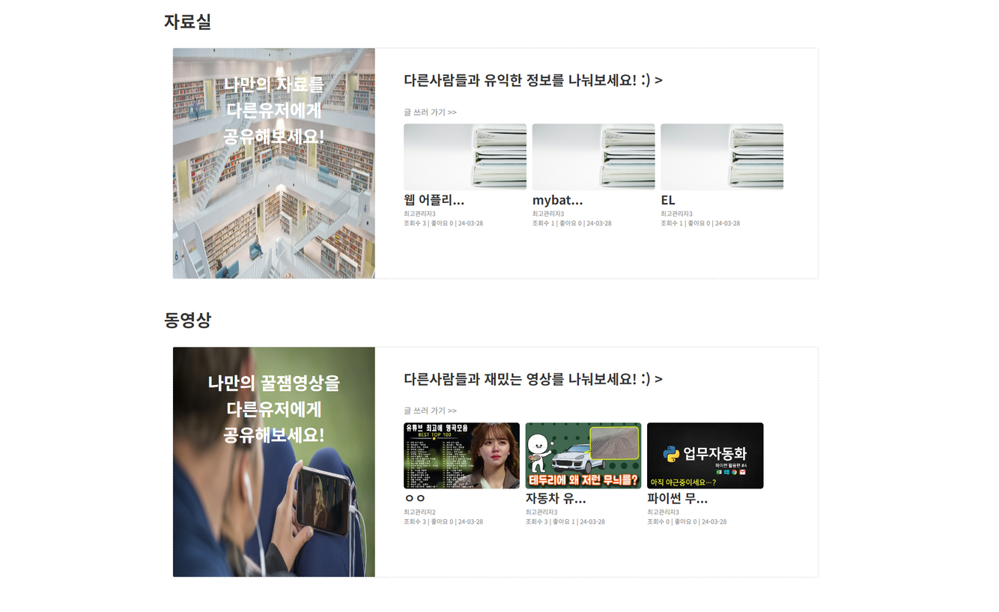 자료실
나만의 자료를
다른유저에게
공유해보세요!
다른사람들과 유익한 정보를 나눠보세요! :) >
글 쓰러 가기 >>
웹 어플리...
최고관리자3
조회수 3 | 좋아요 0 | 24-03-28
mybat...
최고관리자3
조회수 1 | 좋아요 0 | 24-03-28
EL
최고관리자3
조회수 1 | 좋아요 0 | 24-03-28
동영상
나만의 꿀잼영상을
다른유저에게
공유해보세요!
다른사람들과 재밌는 영상를 나눠보세요! :) >
글 쓰러 가기 >>
유튜브 최고에 명곡모음
BEST TOP 100
ㅇㅇ
최고관리자2
조회수 3 | 좋아요 0 | 24-03-28
테두리에 왜 저런 무늬를?
자동차 유...
최고관리자3
조회수 3 | 좋아요 1 | 24-03-28
업무자동화
파이썬 활용편 #4
아직 야근중이세요…?
파이썬 무...
최고관리자3
조회수 0 | 좋아요 0 | 24-03-28